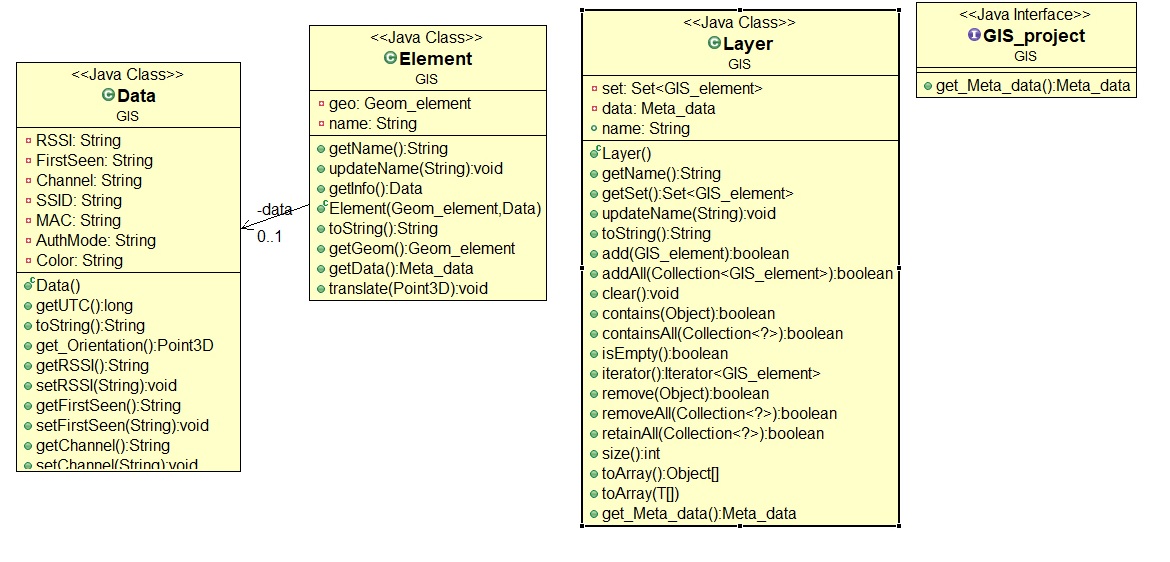 <<Java Class>>
Data
GIS
RSSI: String
FirstSeen: String
Channel: String
SSID: String
MAC: String
AuthMode: String
Color: String
Data()
getUTC():long
toString():String
get_Orientation():Point3D
getRSSI():String
setRSSI(String):void
getFirstSeen():String
setFirstSeen(String):void
getChannel():String
setChannel(String):void
-data
0..1
<<Java Class>>
Element
GIS
geo: Geom_element
name: String
getName():String
updateName(String):void
getInfo():Data
Element(Geom_element,Data)
toString():String
getGeom():Geom_element
getData():Meta_data
translate(Point3D):void
<<Java Class>>
Layer
GIS
set: Set<GIS_element>
data: Meta_data
name: String
Layer()
getName():String
getSet():Set<GIS_element>
updateName(String):void
toString():String
add(GIS_element):boolean
addAll(Collection<GIS_element>):boolean
clear():void
contains(Object):boolean
containsAll(Collection<?>):boolean
isEmpty():boolean
iterator():Iterator<GIS_element>
remove(Object):boolean
removeAll(Collection<?>):boolean
retainAll(Collection<?>):boolean
size():int
toArray():Object[]
toArray(T[])
get_Meta_data():Meta_data
<<Java Interface>>
GIS_project
GIS
get_Meta_data():Meta_data